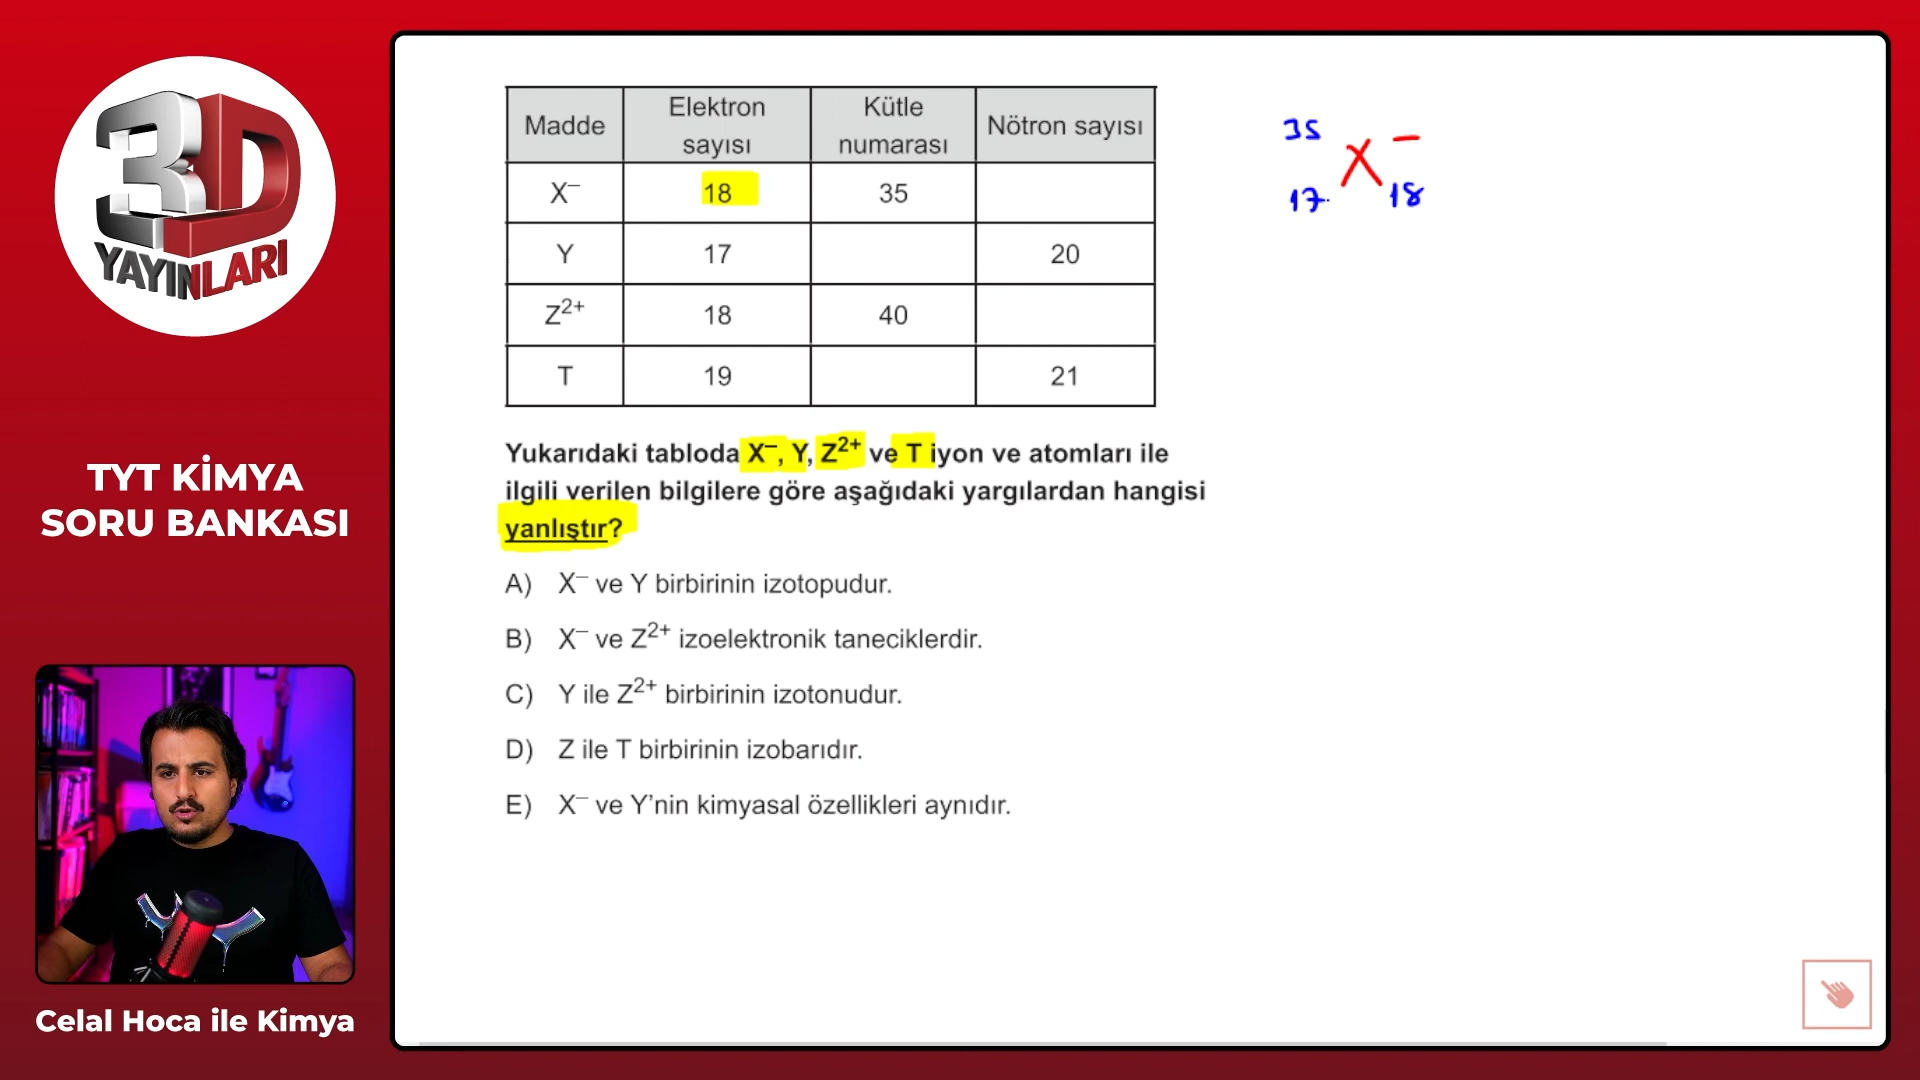 3D
YAYINLARI
TYT KİMYA
SORU BANKASI
Celal Hoca ile Kimya
Madde Elektron sayısı Kütle numarası Nötron sayısı
X⁻ 18 35
Y 17 20
Z²⁺ 18 40
T 19 21
35
X⁻
17 18
Yukarıdaki tabloda X⁻, Y, Z²⁺ ve T iyon ve atomları ile
ilgili verilen bilgilere göre aşağıdaki yargılardan hangisi
yanlıştır?
A) X⁻ ve Y birbirinin izotopudur.
B) X⁻ ve Z²⁺ izoelektronik taneciklerdir.
C) Y ile Z²⁺ birbirinin izotonudur.
D) Z ile T birbirinin izobarıdır.
E) X⁻ ve Y’nin kimyasal özellikleri aynıdır.